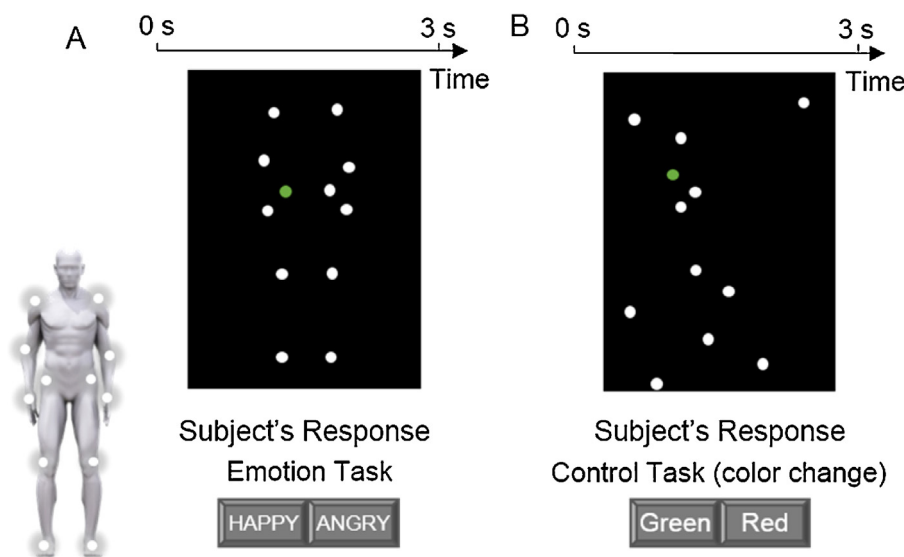 A
0 s
3 s
Time
Subject's Response
Emotion Task
HAPPY ANGRY
B
0 s
3 s
Time
Subject's Response
Control Task (color change)
Green Red